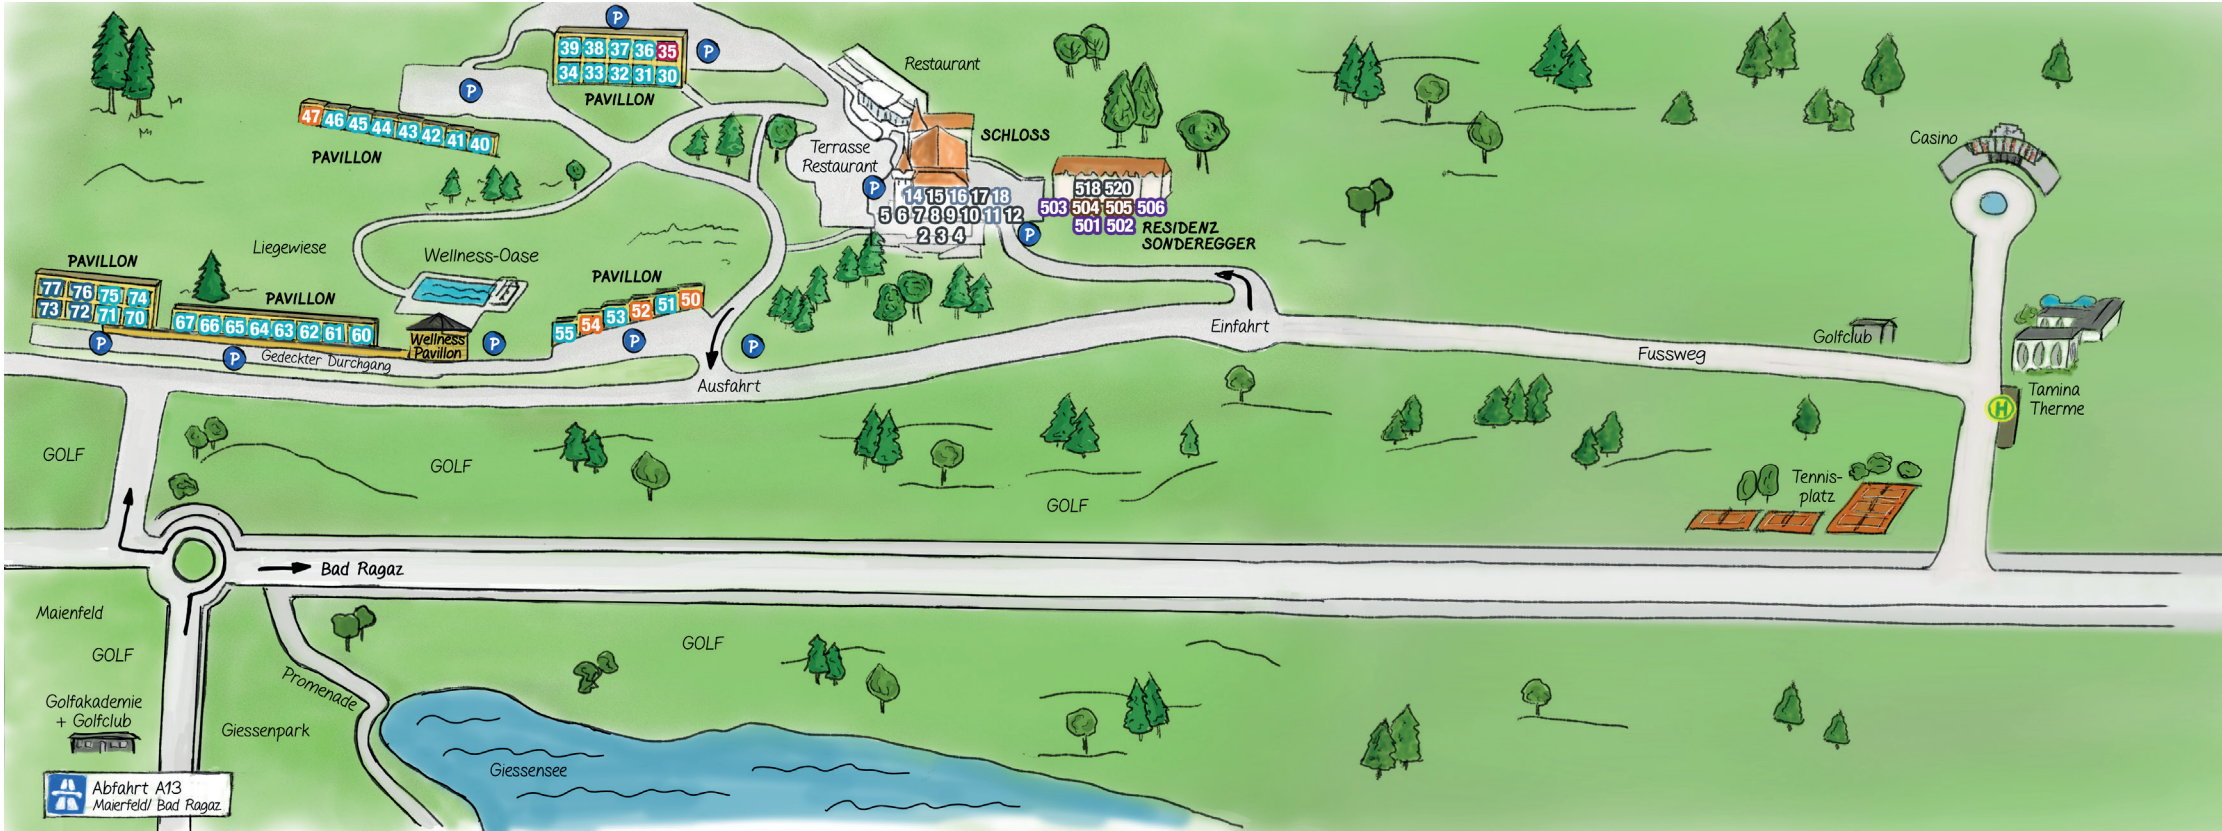 P
39 38 37 36 35
34 33 32 31 30
PAVILLON
P
P
47 46 45 44 43 42 41 40
PAVILLON
Restaurant
SCHLOSS
Terrasse
Restaurant
P
14 15 16 17 18
5 6 7 8 9 10 11 12
2 3 4
P
518 520
503 504 505 506
501 502
RESIDENZ
SONDEREGGER
Casino
Liegewiese
Wellness-Oase
PAVILLON
77 76 75 74
73 72 71 70
PAVILLON
67 66 65 64 63 62 61 60
Wellness
Pavillon
PAVILLON
55 54 53 52 51 50
P
P
P
P
P
Gedeckter Durchgang
Ausfahrt
Einfahrt
Fussweg
Golfclub
Tamina
Therme
H
GOLF
GOLF
GOLF
Tennis-
platz
Bad Ragaz
Maienfeld
GOLF
GOLF
Golfakademie
+ Golfclub
Promenade
Giessenpark
Giessensee
Abfahrt A13
Maierfeld/ Bad Ragaz